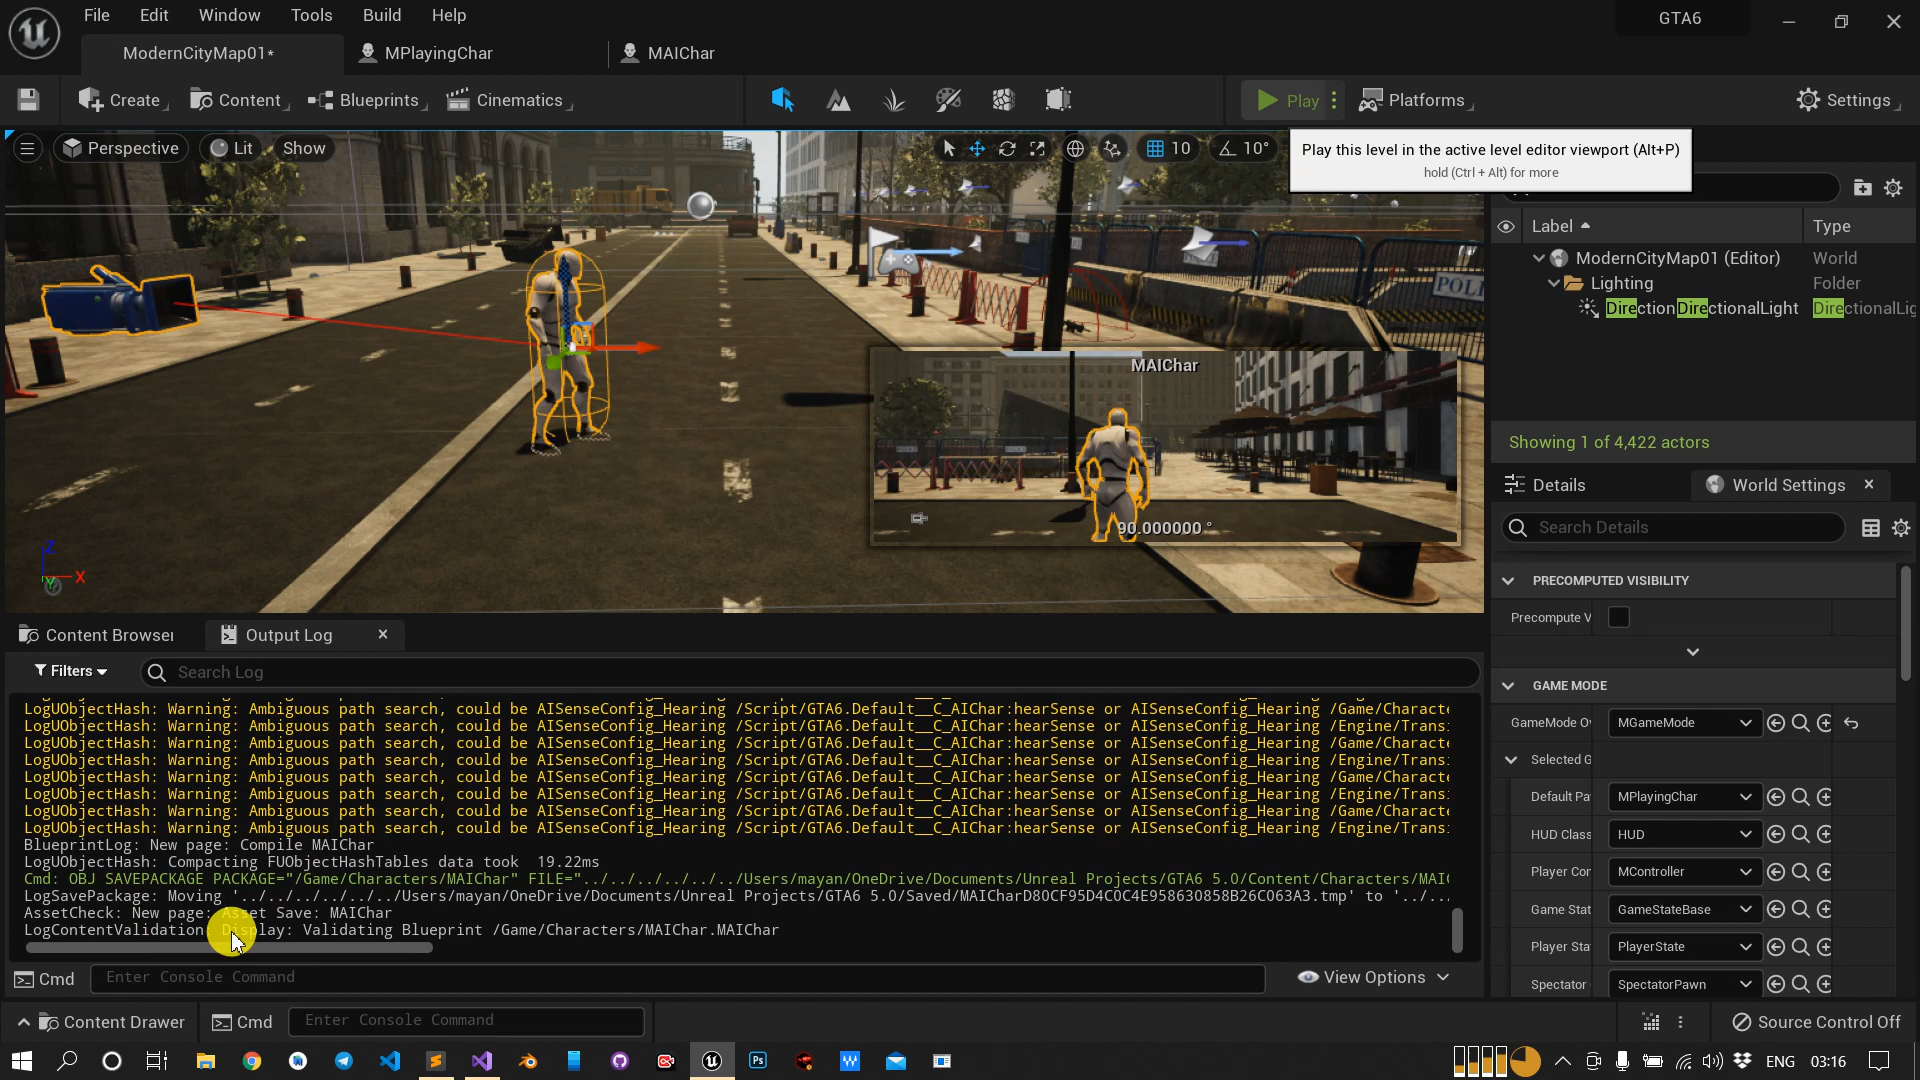 File Edit Window Tools Build Help
GTA6
ModernCityMap01*
MPlayingChar
MAIChar
Create
Content
Blueprints
Cinematics
Play
Platforms
Settings
Perspective
Lit
Show
10
10°
Play this level in the active level editor viewport (Alt+P)
hold (Ctrl + Alt) for more
Label
Type
ModernCityMap01 (Editor) World
Lighting Folder
DirectionDirectionalLight DirectionalLig
Showing 1 of 4,422 actors
MAIChar
90.000000 °
Z
X
Y
Details
World Settings
Search Details
PRECOMPUTED VISIBILITY
Precompute V
GAME MODE
GameMode Ov MGameMode
Selected G
Default Pa MPlayingChar
HUD Class HUD
Player Con MController
Game Stat GameStateBase
Player Sta PlayerState
Spectator SpectatorPawn
Content Browser
Output Log
Filters
Search Log
LogUObjectHash: Warning: Ambiguous path search, could be AISenseConfig_Hearing /Script/GTA6.Default__C_AIChar:hearSense or AISenseConfig_Hearing /Game/Characte
LogUObjectHash: Warning: Ambiguous path search, could be AISenseConfig_Hearing /Script/GTA6.Default__C_AIChar:hearSense or AISenseConfig_Hearing /Engine/Transi
LogUObjectHash: Warning: Ambiguous path search, could be AISenseConfig_Hearing /Script/GTA6.Default__C_AIChar:hearSense or AISenseConfig_Hearing /Game/Characte
LogUObjectHash: Warning: Ambiguous path search, could be AISenseConfig_Hearing /Script/GTA6.Default__C_AIChar:hearSense or AISenseConfig_Hearing /Engine/Transi
LogUObjectHash: Warning: Ambiguous path search, could be AISenseConfig_Hearing /Script/GTA6.Default__C_AIChar:hearSense or AISenseConfig_Hearing /Game/Characte
LogUObjectHash: Warning: Ambiguous path search, could be AISenseConfig_Hearing /Script/GTA6.Default__C_AIChar:hearSense or AISenseConfig_Hearing /Engine/Transi
LogUObjectHash: Warning: Ambiguous path search, could be AISenseConfig_Hearing /Script/GTA6.Default__C_AIChar:hearSense or AISenseConfig_Hearing /Game/Characte
LogUObjectHash: Warning: Ambiguous path search, could be AISenseConfig_Hearing /Script/GTA6.Default__C_AIChar:hearSense or AISenseConfig_Hearing /Engine/Transi
BlueprintLog: New page: Compile MAIChar
LogUObjectHash: Compacting FUObjectHashTables data took  19.22ms
Cmd: OBJ SAVEPACKAGE PACKAGE="/Game/Characters/MAIChar" FILE="../../../../../../Users/mayan/OneDrive/Documents/Unreal Projects/GTA6 5.0/Content/Characters/MAIC
LogSavePackage: Moving '../../../../../../Users/mayan/OneDrive/Documents/Unreal Projects/GTA6 5.0/Saved/MAICharD80CF95D4C0C4E958630858B26C063A3.tmp' to '../../
AssetCheck: New page: Asset Save: MAIChar
LogContentValidation: Display: Validating Blueprint /Game/Characters/MAIChar.MAIChar
Cmd
Enter Console Command
View Options
Content Drawer
Cmd
Enter Console Command
Source Control Off
ENG
03:16